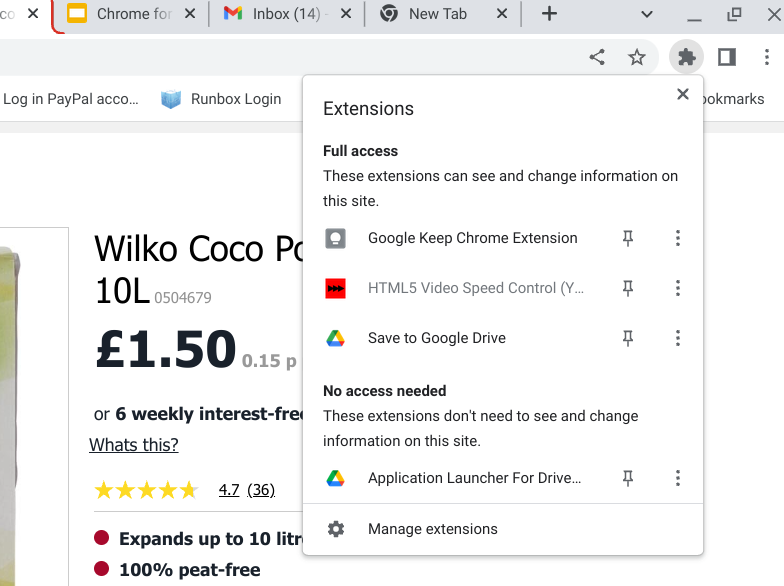 co
Chrome for
Inbox (14) -
New Tab
Log in PayPal acco...
Runbox Login
ookmarks
Extensions
Full access
These extensions can see and change information on
this site.
Google Keep Chrome Extension
HTML5 Video Speed Control (Y...
Save to Google Drive
No access needed
These extensions don't need to see and change
information on this site.
Application Launcher For Drive...
Manage extensions
Wilko Coco Po
10L 0504679
£1.50 0.15 p
or 6 weekly interest-free
Whats this?
4.7 (36)
Expands up to 10 litr
100% peat-free